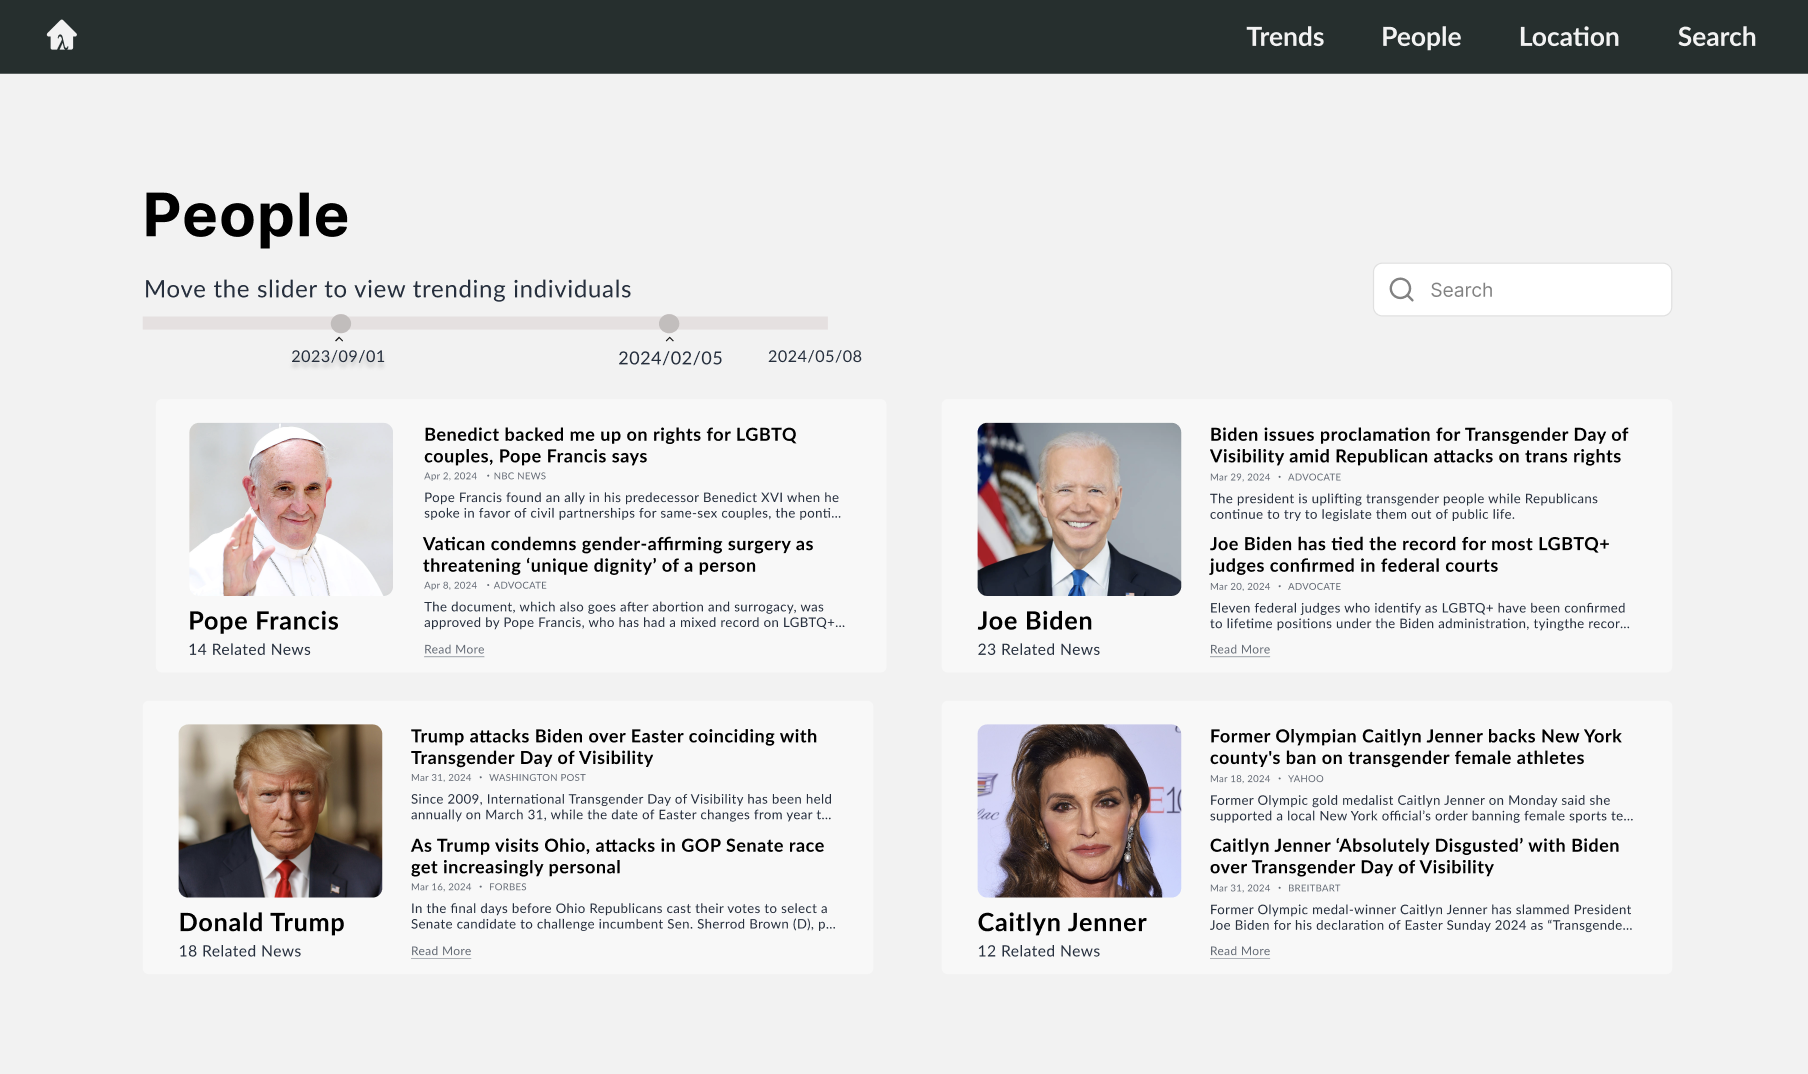 λ
Trends People Location Search
People
Move the slider to view trending individuals
Search
2023/09/01 2024/02/05 2024/05/08
Benedict backed me up on rights for LGBTQ
couples, Pope Francis says
Apr 2, 2024 • NBC NEWS
Pope Francis found an ally in his predecessor Benedict XVI when he
spoke in favor of civil partnerships for same-sex couples, the ponti...
Vatican condemns gender-affirming surgery as
threatening ‘unique dignity’ of a person
Apr 8, 2024 • ADVOCATE
The document, which also goes after abortion and surrogacy, was
approved by Pope Francis, who has had a mixed record on LGBTQ+...
Read More
Pope Francis
14 Related News
Biden issues proclamation for Transgender Day of
Visibility amid Republican attacks on trans rights
Mar 29, 2024 • ADVOCATE
The president is uplifting transgender people while Republicans
continue to try to legislate them out of public life.
Joe Biden has tied the record for most LGBTQ+
judges confirmed in federal courts
Mar 20, 2024 • ADVOCATE
Eleven federal judges who identify as LGBTQ+ have been confirmed
to lifetime positions under the Biden administration, tyingthe recor...
Read More
Joe Biden
23 Related News
Trump attacks Biden over Easter coinciding with
Transgender Day of Visibility
Mar 31, 2024 • WASHINGTON POST
Since 2009, International Transgender Day of Visibility has been held
annually on March 31, while the date of Easter changes from year t...
As Trump visits Ohio, attacks in GOP Senate race
get increasingly personal
Mar 16, 2024 • FORBES
In the final days before Ohio Republicans cast their votes to select a
Senate candidate to challenge incumbent Sen. Sherrod Brown (D), p...
Read More
Donald Trump
18 Related News
Former Olympian Caitlyn Jenner backs New York
county's ban on transgender female athletes
Mar 18, 2024 • YAHOO
Former Olympic gold medalist Caitlyn Jenner on Monday said she
supported a local New York official’s order banning female sports te...
Caitlyn Jenner ‘Absolutely Disgusted’ with Biden
over Transgender Day of Visibility
Mar 31, 2024 • BREITBART
Former Olympic medal-winner Caitlyn Jenner has slammed President
Joe Biden for his declaration of Easter Sunday 2024 as “Transgende...
Read More
Caitlyn Jenner
12 Related News